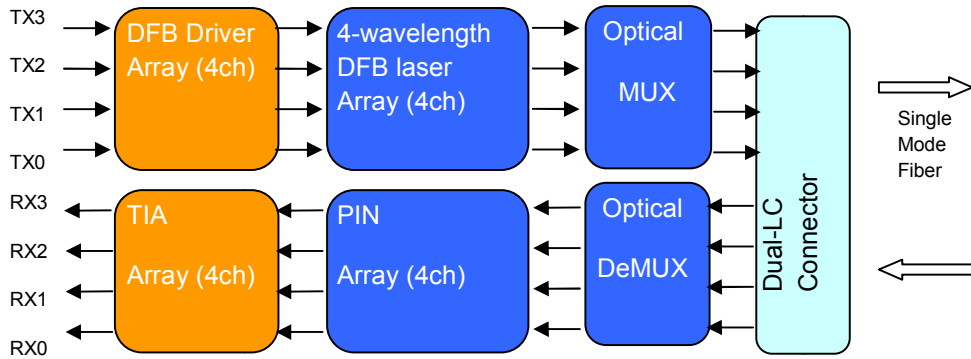 TX3
TX2
TX1
TX0
DFB Driver
Array (4ch)
4-wavelength
DFB laser
Array (4ch)
Optical
MUX
Single
Mode
Fiber
RX3
RX2
RX1
RX0
TIA
Array (4ch)
PIN
Array (4ch)
Optical
DeMUX
Dual-LC
Connector